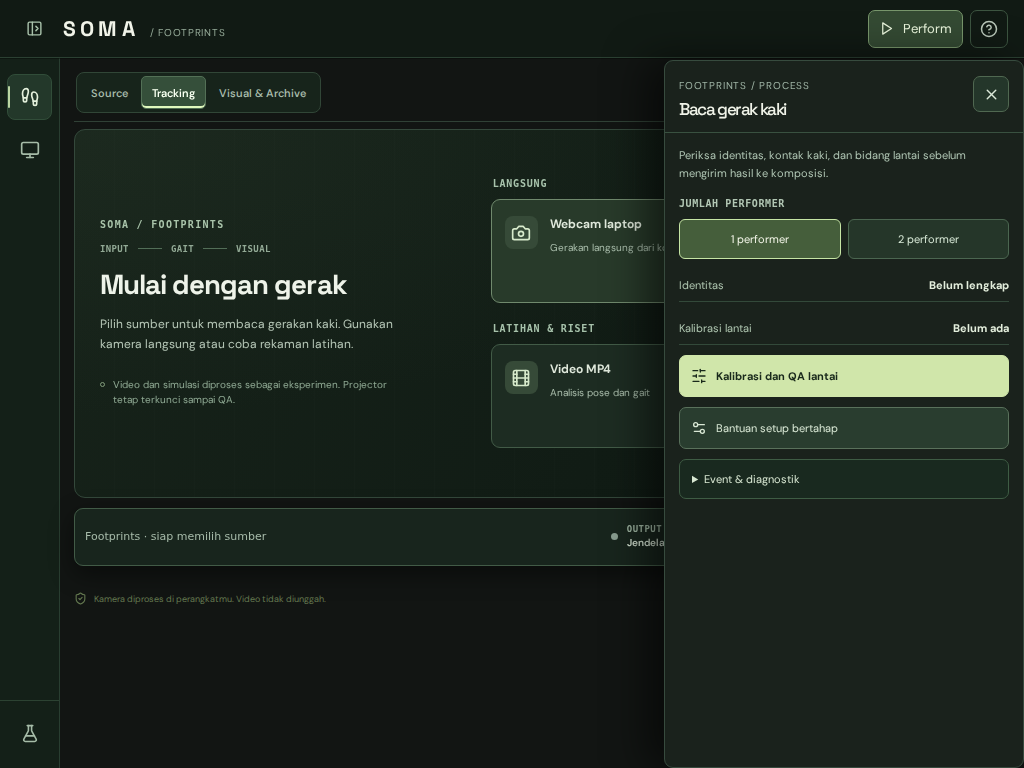 SOMA
/ FOOTPRINTS
Perform
Source
Tracking
Visual & Archive
SOMA / FOOTPRINTS
INPUT
GAIT
VISUAL
Mulai dengan gerak
Pilih sumber untuk membaca gerakan kaki. Gunakan
kamera langsung atau coba rekaman latihan.
Video dan simulasi diproses sebagai eksperimen. Projector
tetap terkunci sampai QA.
LANGSUNG
Webcam laptop
Gerakan langsung dari
LATIHAN & RISET
Video MP4
Analisis pose dan gait
Footprints · siap memilih sumber
OUTPUT
Jendela
Kamera diproses di perangkatmu. Video tidak diunggah.
FOOTPRINTS / PROCESS
Baca gerak kaki
Periksa identitas, kontak kaki, dan bidang lantai sebelum
mengirim hasil ke komposisi.
JUMLAH PERFORMER
1 performer
2 performer
Identitas
Belum lengkap
Kalibrasi lantai
Belum ada
Kalibrasi dan QA lantai
Bantuan setup bertahap
Event & diagnostik